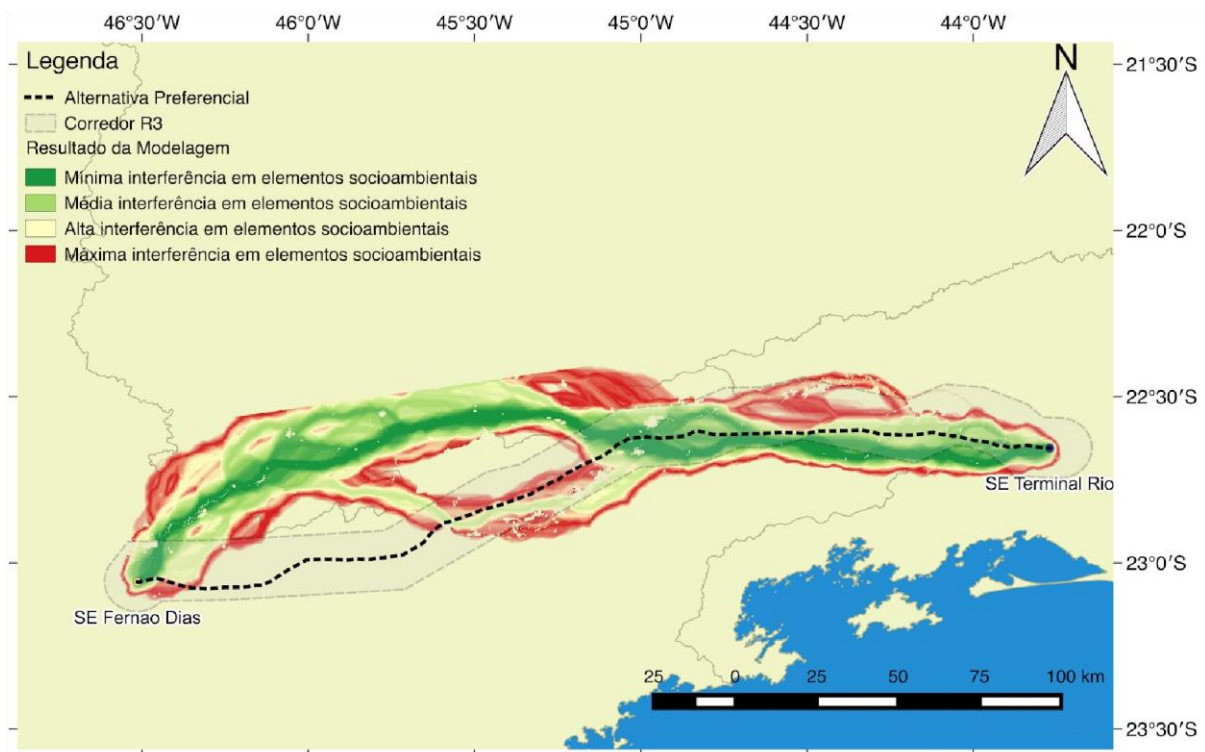 46°30′W 46°0′W 45°30′W 45°0′W 44°30′W 44°0′W
Legenda
Alternativa Preferencial
Corredor R3
Resultado da Modelagem
Mínima interferência em elementos socioambientais
Média interferência em elementos socioambientais
Alta interferência em elementos socioambientais
Máxima interferência em elementos socioambientais
N
21°30′S
22°0′S
22°30′S
SE Terminal Rio
23°0′S
SE Fernao Dias
25 0 25 50 75 100 km
23°30′S